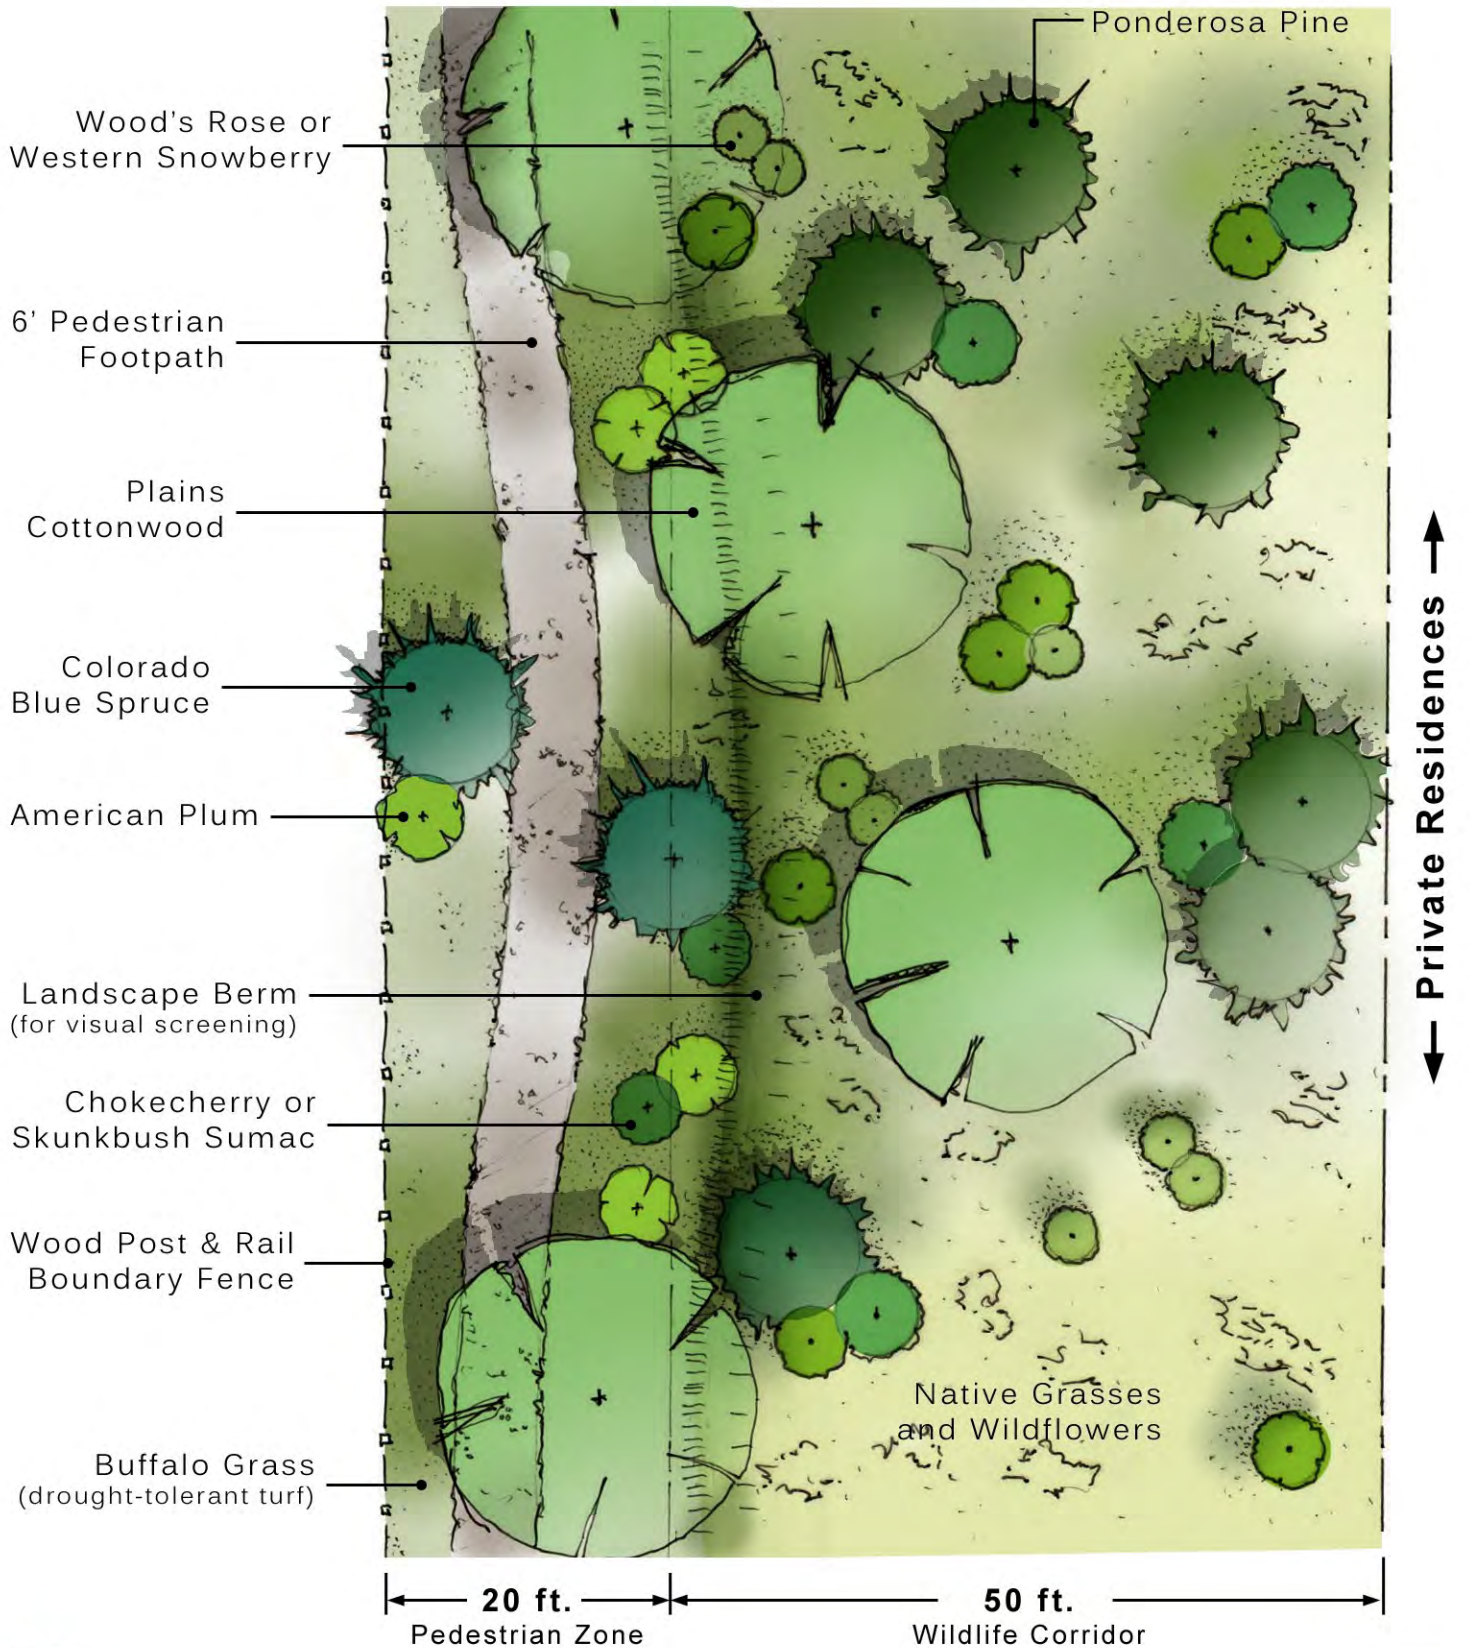 Ponderosa Pine
Wood's Rose or
Western Snowberry
6' Pedestrian
Footpath
Plains
Cottonwood
Colorado
Blue Spruce
American Plum
Landscape Berm
(for visual screening)
Chokecherry or
Skunkbush Sumac
Wood Post & Rail
Boundary Fence
Buffalo Grass
(drought-tolerant turf)
Native Grasses
and Wildflowers
Private Residences
20 ft.
Pedestrian Zone
50 ft.
Wildlife Corridor